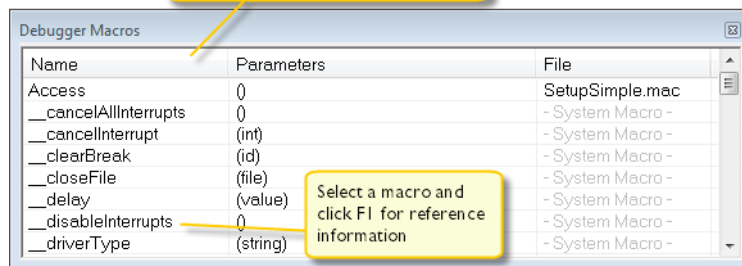 Debugger Macros
Name Parameters File
Access () SetupSimple.mac
__cancelAllInterrupts () - System Macro -
__cancelInterrupt (int) - System Macro -
__clearBreak (id) - System Macro -
__closeFile (file) - System Macro -
__delay (value) - System Macro -
__disableInterrupts () - System Macro -
__driverType (string) - System Macro -
Select a macro and
click F1 for reference
information